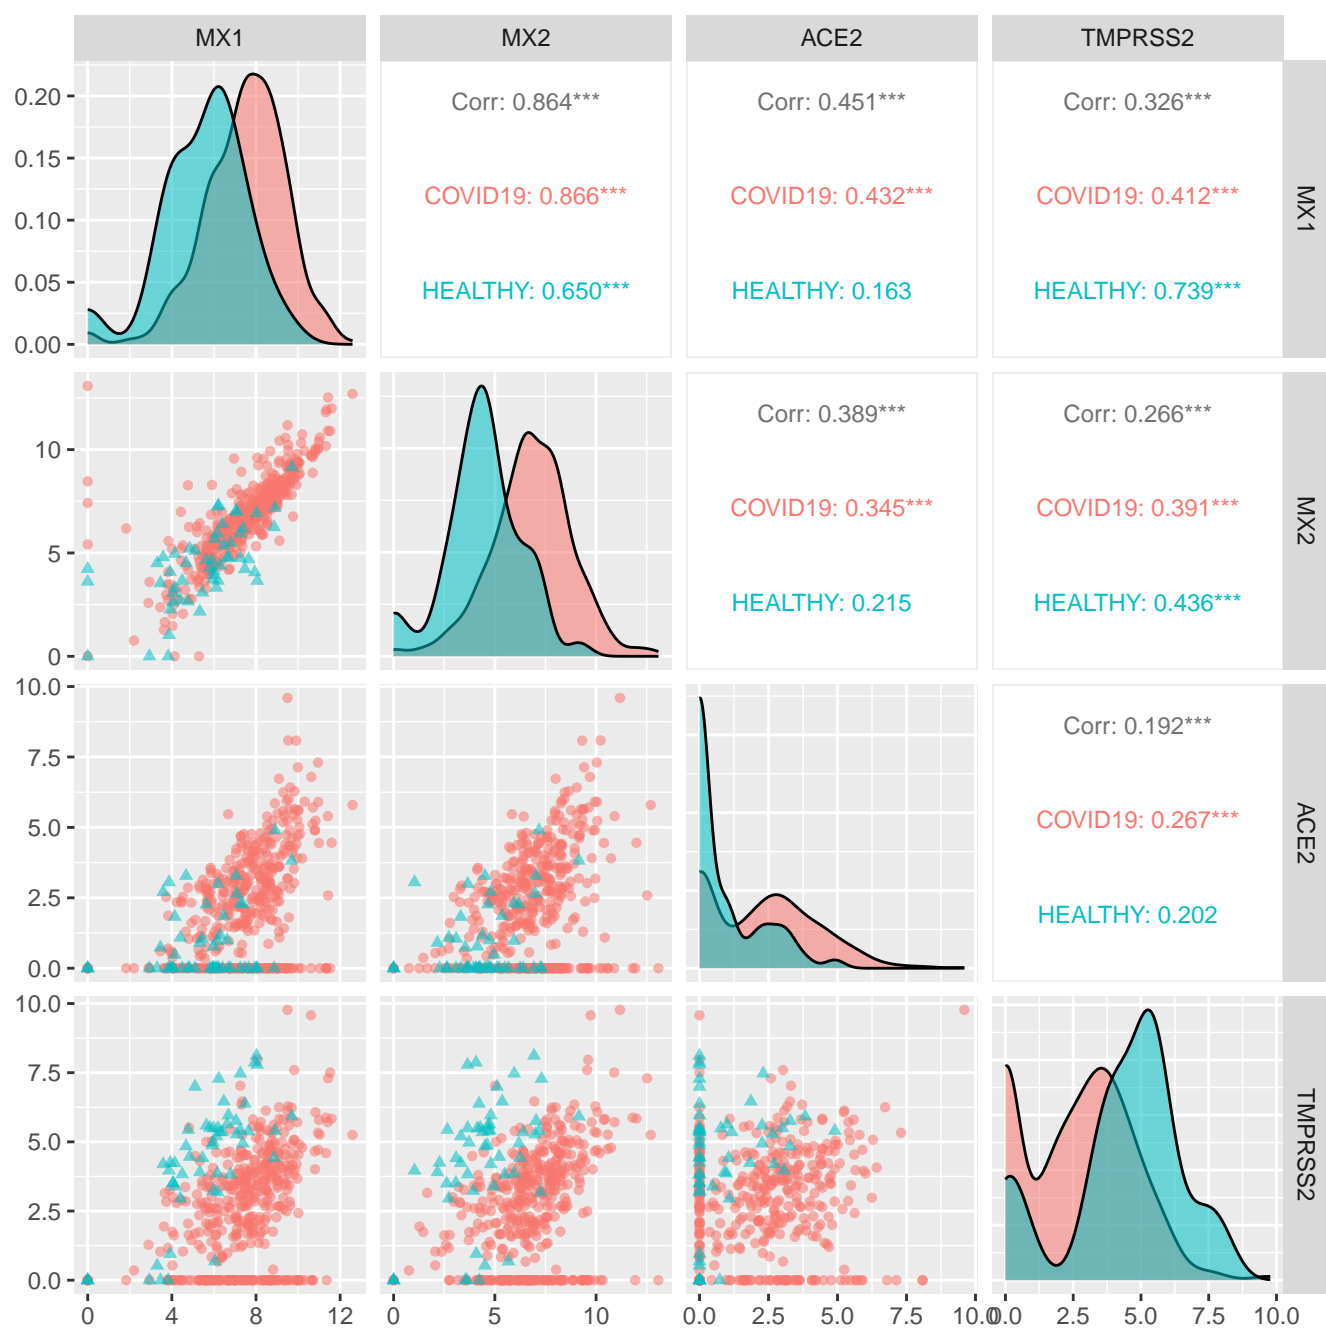 MX1 MX2 ACE2 TMPRSS2
0.20
0.15
0.10
0.05
0.00
Corr: 0.864*** Corr: 0.451*** Corr: 0.326***
COVID19: 0.866*** COVID19: 0.432*** COVID19: 0.412***
HEALTHY: 0.650*** HEALTHY: 0.163 HEALTHY: 0.739***
MX1
10
5
0
Corr: 0.389*** Corr: 0.266***
COVID19: 0.345*** COVID19: 0.391***
HEALTHY: 0.215 HEALTHY: 0.436***
MX2
10.0
7.5
5.0
2.5
0.0
Corr: 0.192***
COVID19: 0.267***
HEALTHY: 0.202
ACE2
10.0
7.5
5.0
2.5
0.0
TMPRSS2
0 4 8 12 0 5 10 0.0 2.5 5.0 7.5 10.0 0.0 2.5 5.0 7.5 10.0